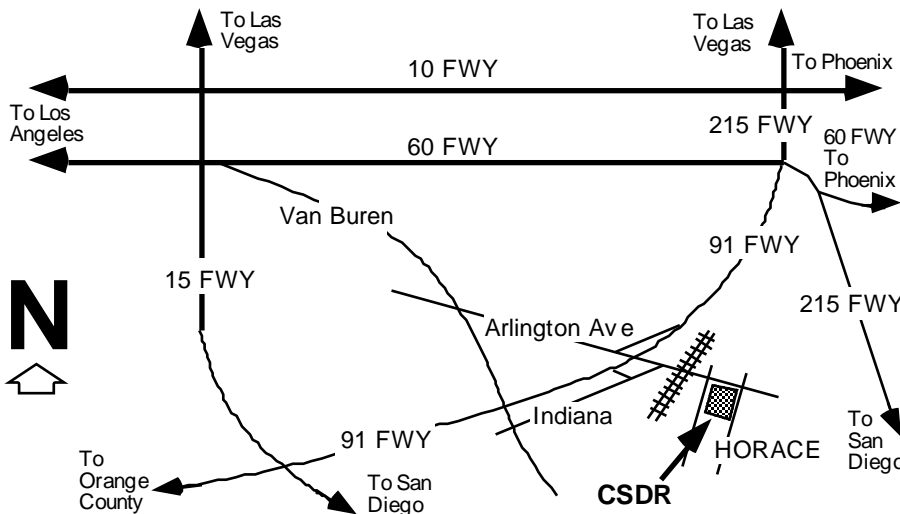 To Las
Vegas
To Las
Vegas
10 FWY
To Phoenix
To Los
Angeles
215 FWY
60 FWY
To
Phoenix
60 FWY
Van Buren
91 FWY
15 FWY
215 FWY
N
Arlington Ave
Indiana
To
San
Diego
91 FWY
HORACE
To
Orange
County
To San
Diego
CSDR